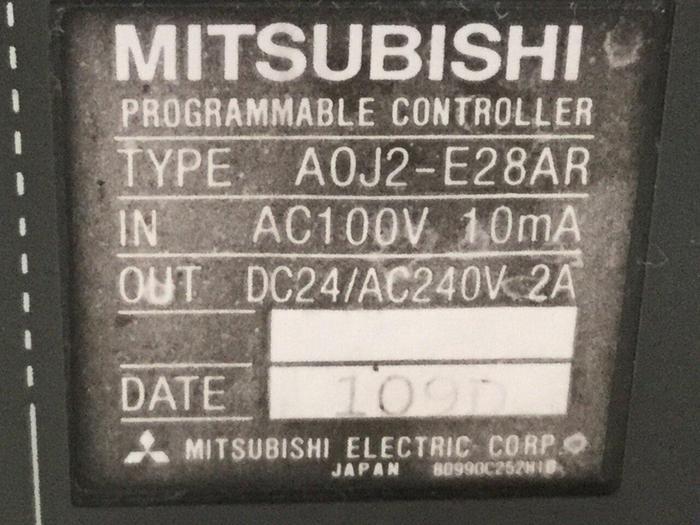 MITSUBISHI
PROGRAMMABLE CONTROLLER
TYPE A0J2-E28AR
IN AC100V 10mA
OUT DC24/AC240V 2A
DATE 109D
MITSUBISHI ELECTRIC CORP.
JAPAN